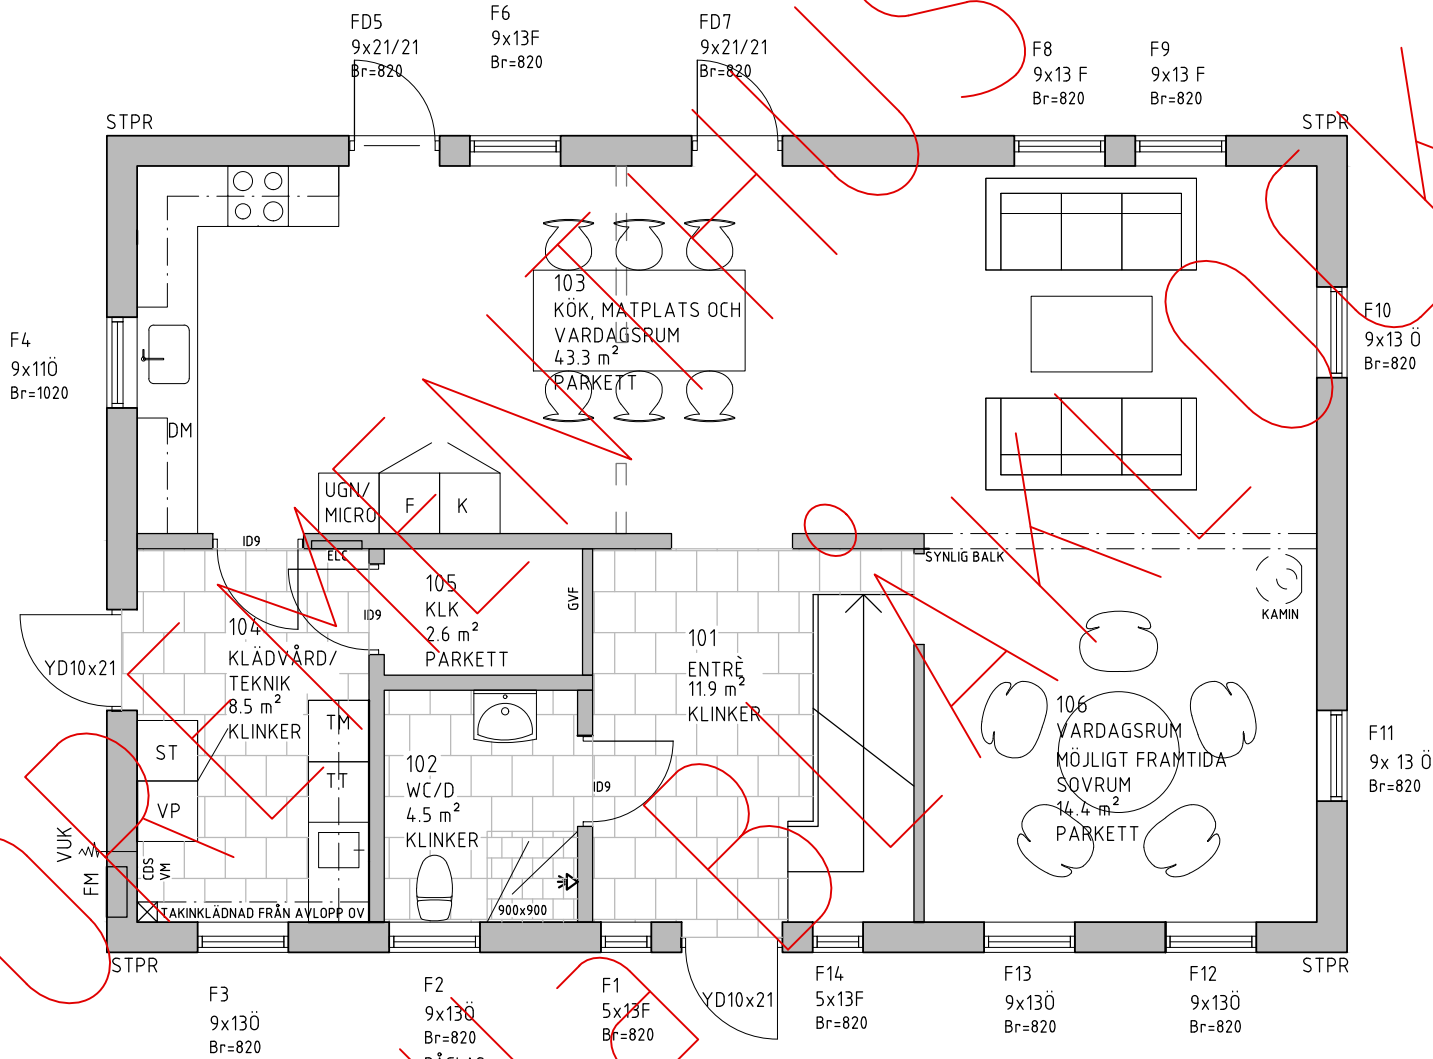 FD5
9x21/21
Br=820
F6
9x13F
Br=820
FD7
9x21/21
Br=820
F8
9x13 F
Br=820
F9
9x13 F
Br=820
STPR
STPR
F4
9x11Ö
Br=1020
F10
9x13 Ö
Br=820
103
KÖK, MATPLATS OCH
VARDAGSRUM
43.3 m²
PARKETT
DM
UGN/
MICRO
F
K
ID9
ELC
SYNLIG BALK
KAMIN
105
KLK
2.6 m²
PARKETT
GVF
ID9
104
KLÄDVÅRD/
TEKNIK
8.5 m²
KLINKER
YD10x21
101
ENTRÈ
11.9 m²
KLINKER
106
VARDAGSRUM
MÖJLIGT FRAMTIDA
SOVRUM
14.4 m²
PARKETT
F11
9x 13 Ö
Br=820
ST
TM
TT
VP
102
WC/D
4.5 m²
KLINKER
ID9
VUK
FM
CDS
VM
TAKINKLÄDNAD FRÅN AVLOPP OV
900x900
STPR
STPR
F3
9x13Ö
Br=820
F2
9x13Ö
Br=820
F1
5x13F
Br=820
YD10x21
F14
5x13F
Br=820
F13
9x13Ö
Br=820
F12
9x13Ö
Br=820